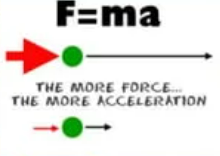 F=ma
THE MORE FORCE...
THE MORE ACCELERATION